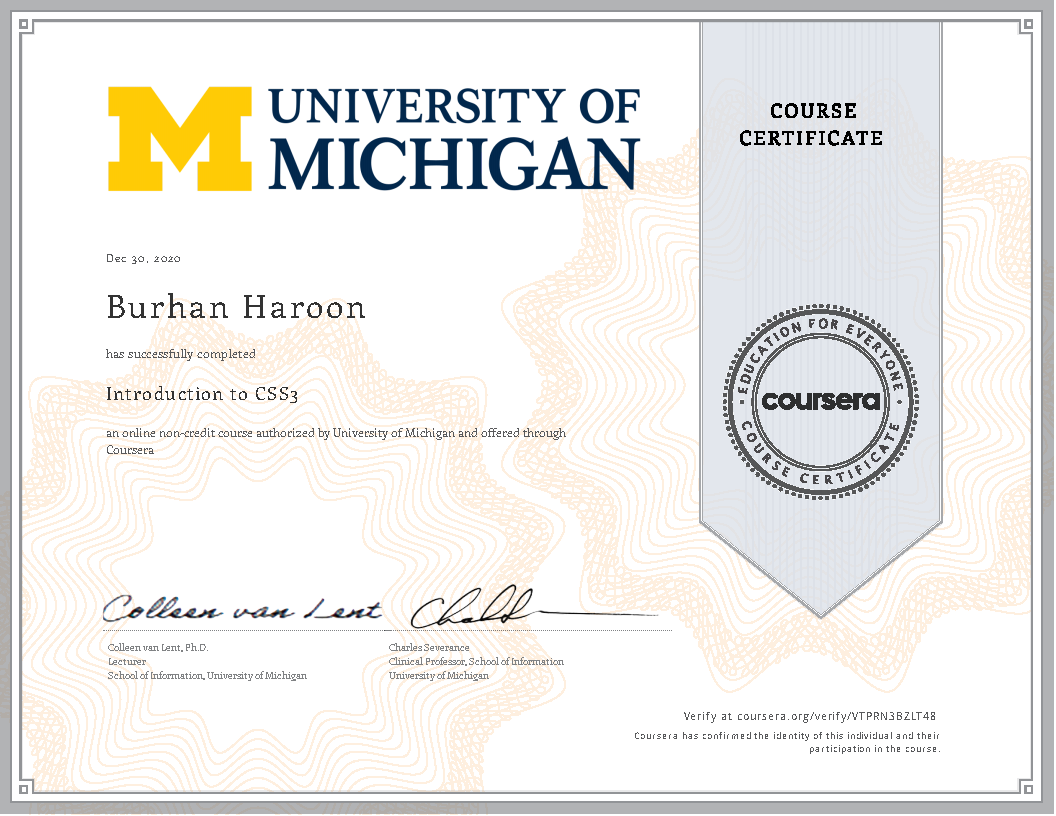 UNIVERSITY OF
MICHIGAN
COURSE
CERTIFICATE
Dec 30, 2020
Burhan Haroon
has successfully completed
Introduction to CSS3
an online non-credit course authorized by University of Michigan and offered through
Coursera
EDUCATION FOR EVERYONE
coursera
COURSE CERTIFICATE
Colleen van Lent
Colleen van Lent, Ph.D.
Lecturer
School of Information, University of Michigan
Charles Severance
Clinical Professor, School of Information
University of Michigan
Verify at coursera.org/verify/VTPRN3BZLT48
Coursera has confirmed the identity of this individual and their
participation in the course.